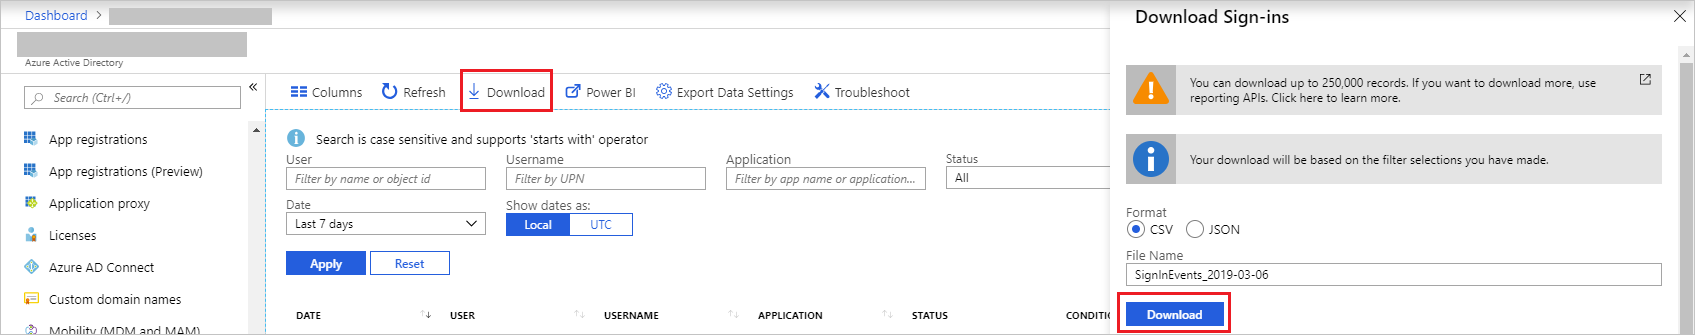 Dashboard >
Azure Active Directory
Search (Ctrl+/)
«
App registrations
App registrations (Preview)
Application proxy
Licenses
Azure AD Connect
Custom domain names
Mobility (MDM and MAM)
Columns Refresh Download Power BI Export Data Settings Troubleshoot
Search is case sensitive and supports 'starts with' operator
User Username Application Status
Filter by name or object id Filter by UPN Filter by app name or application... All
Date Show dates as:
Last 7 days Local UTC
Apply Reset
DATE USER USERNAME APPLICATION STATUS CONDITIO
Download Sign-ins
You can download up to 250,000 records. If you want to download more, use
reporting APIs. Click here to learn more.
Your download will be based on the filter selections you have made.
Format
CSV JSON
File Name
SignInEvents_2019-03-06
Download